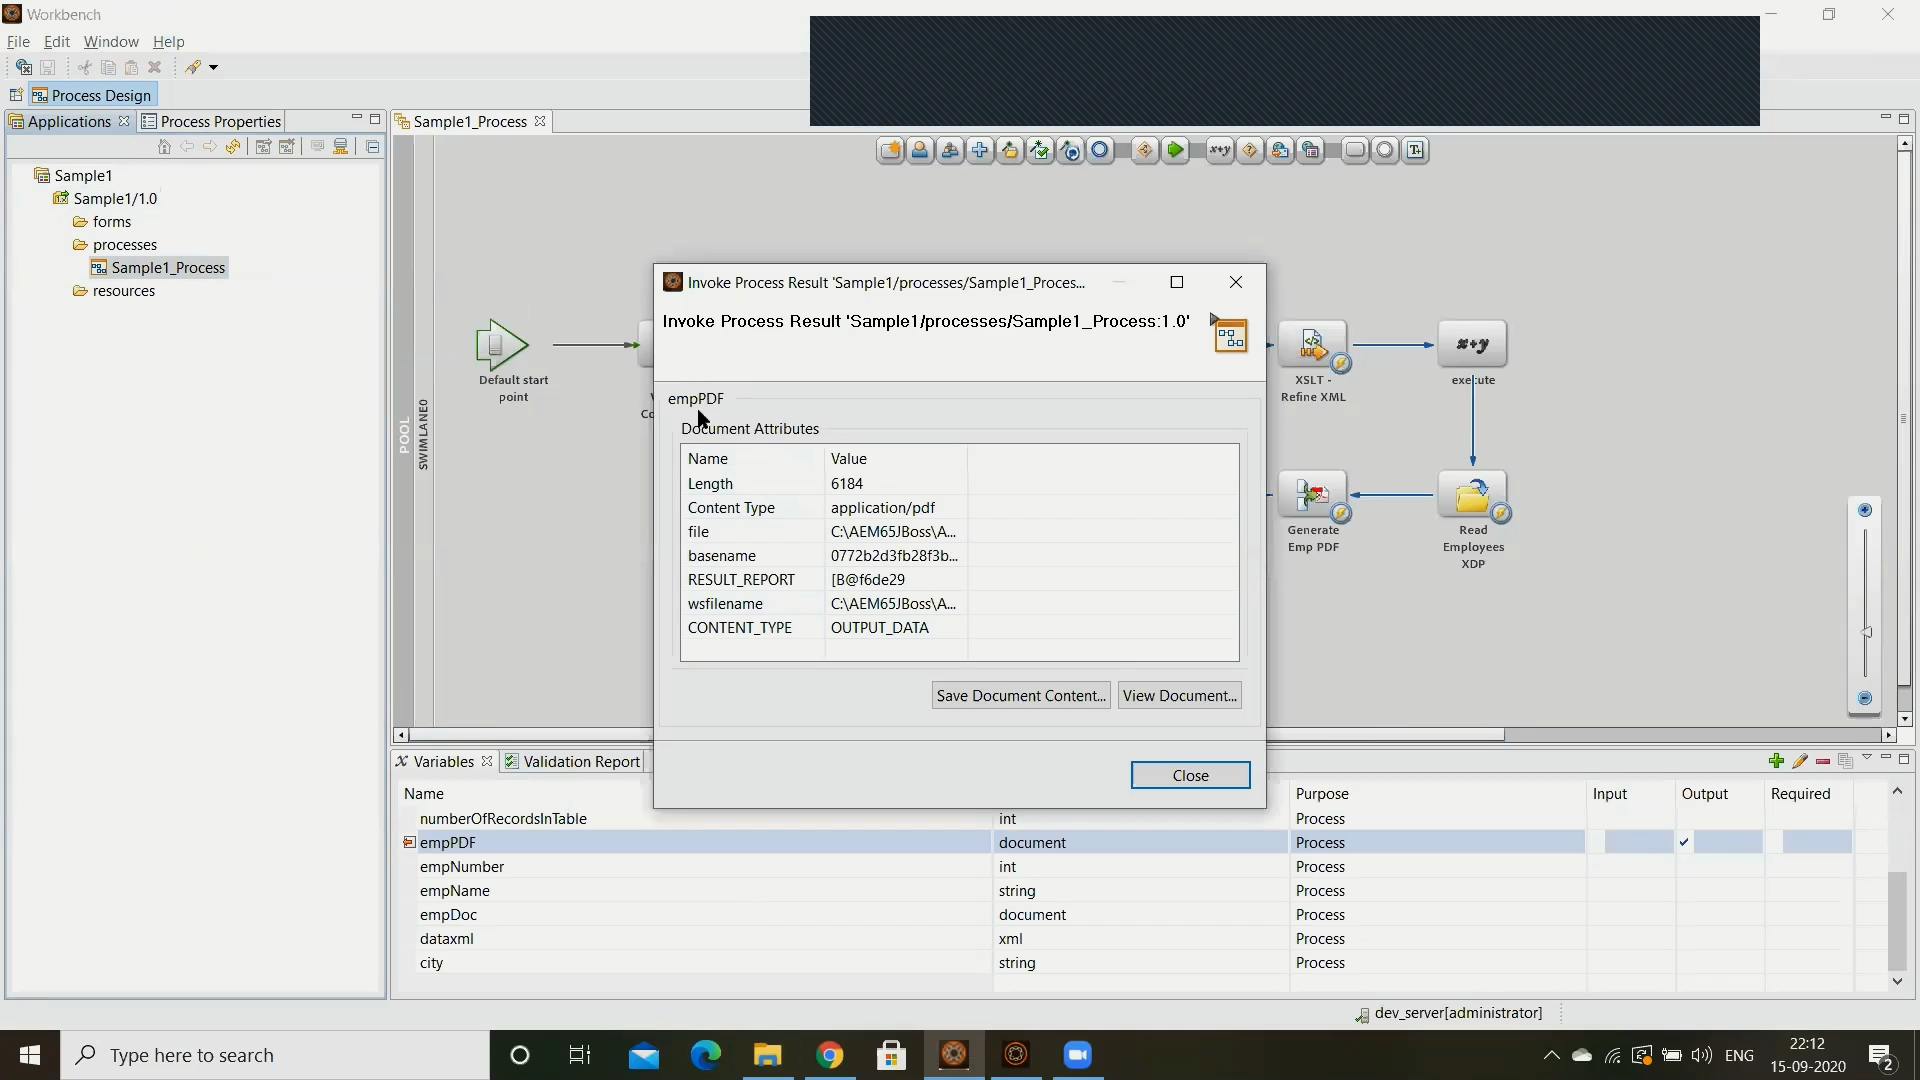 Workbench
File Edit Window Help
Process Design
Applications
Process Properties
Sample1_Process
Sample1
Sample1/1.0
forms
processes
Sample1_Process
resources
POOL
SWIMLANE0
Default start
point
XSLT -
Refine XML
x+y
execute
Generate
Emp PDF
Read
Employees
XDP
Invoke Process Result 'Sample1/processes/Sample1_Proces...
Invoke Process Result 'Sample1/processes/Sample1_Process:1.0'
empPDF
Document Attributes
Name Value
Length 6184
Content Type application/pdf
file C:\AEM65JBoss\A...
basename 0772b2d3fb28f3b...
RESULT_REPORT [B@f6de29
wsfilename C:\AEM65JBoss\A...
CONTENT_TYPE OUTPUT_DATA
Save Document Content... View Document...
Close
Variables
Validation Report
Name Purpose Input Output Required
numberOfRecordsInTable int Process
empPDF document Process
empNumber int Process
empName string Process
empDoc document Process
dataxml xml Process
city string Process
dev_server[administrator]
Type here to search
ENG
22:12
15-09-2020
2